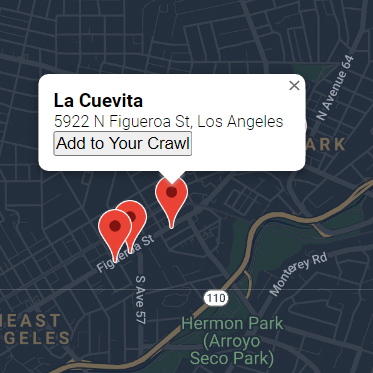 N Avenue 64
×
La Cuevita
5922 N Figueroa St, Los Angeles
Add to Your Crawl
ARK
Figueroa St
S Ave 57
Monterey Rd
110
HEAST
GELES
Hermon Park
(Arroyo
Seco Park)